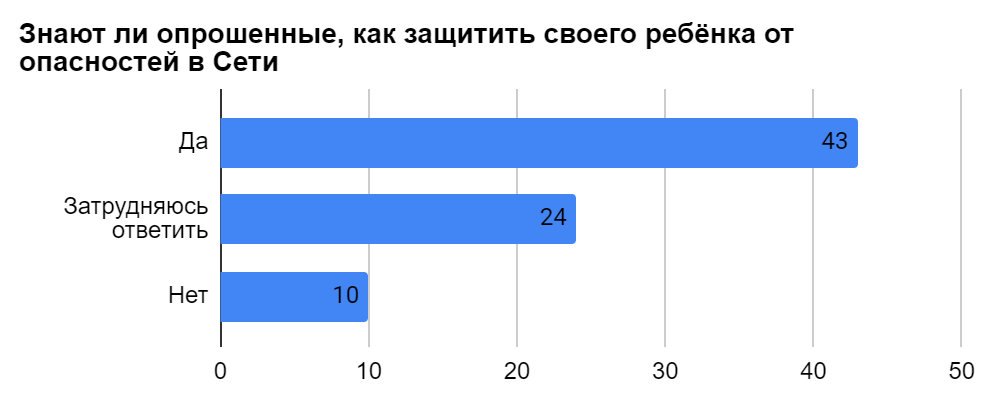 Знают ли опрошенные, как защитить своего ребёнка от
опасностей в Сети
Да
43
Затрудняюсь
ответить
24
Нет
10
0 10 20 30 40 50